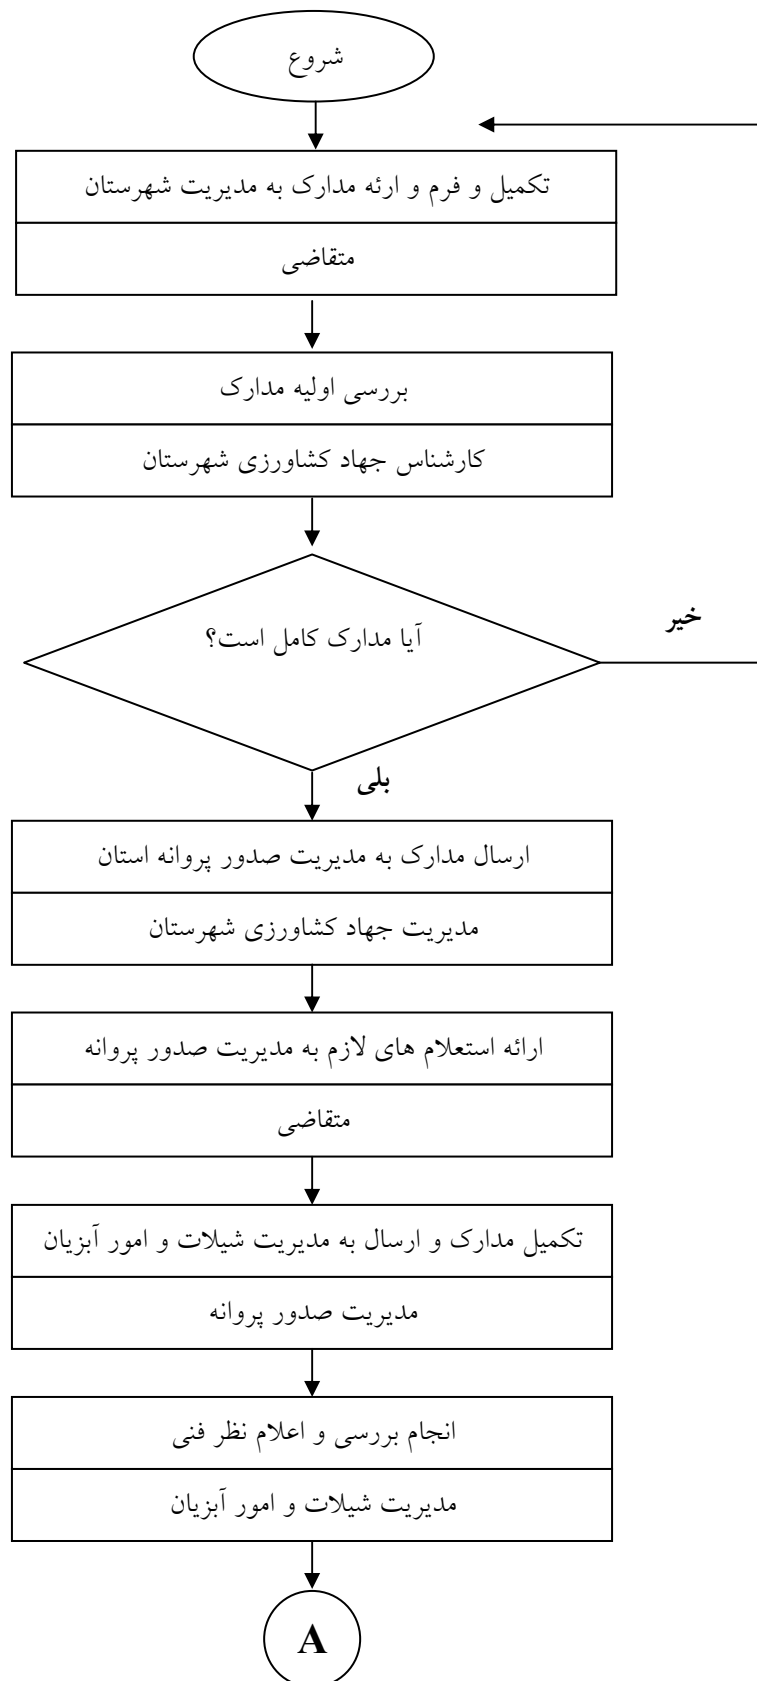 شروع
تکمیل و فرم و ارئه مدارک به مدیریت شهرستان
متقاضی
بررسی اولیه مدارک
کارشناس جهاد کشاورزی شهرستان
آیا مدارک کامل است؟
خیر
بلی
ارسال مدارک به مدیریت صدور پروانه استان
مدیریت جهاد کشاورزی شهرستان
ارائه استعلام های لازم به مدیریت صدور پروانه
متقاضی
تکمیل مدارک و ارسال به مدیریت شیلات و امور آبزیان
مدیریت صدور پروانه
انجام بررسی و اعلام نظر فنی
مدیریت شیلات و امور آبزیان
A